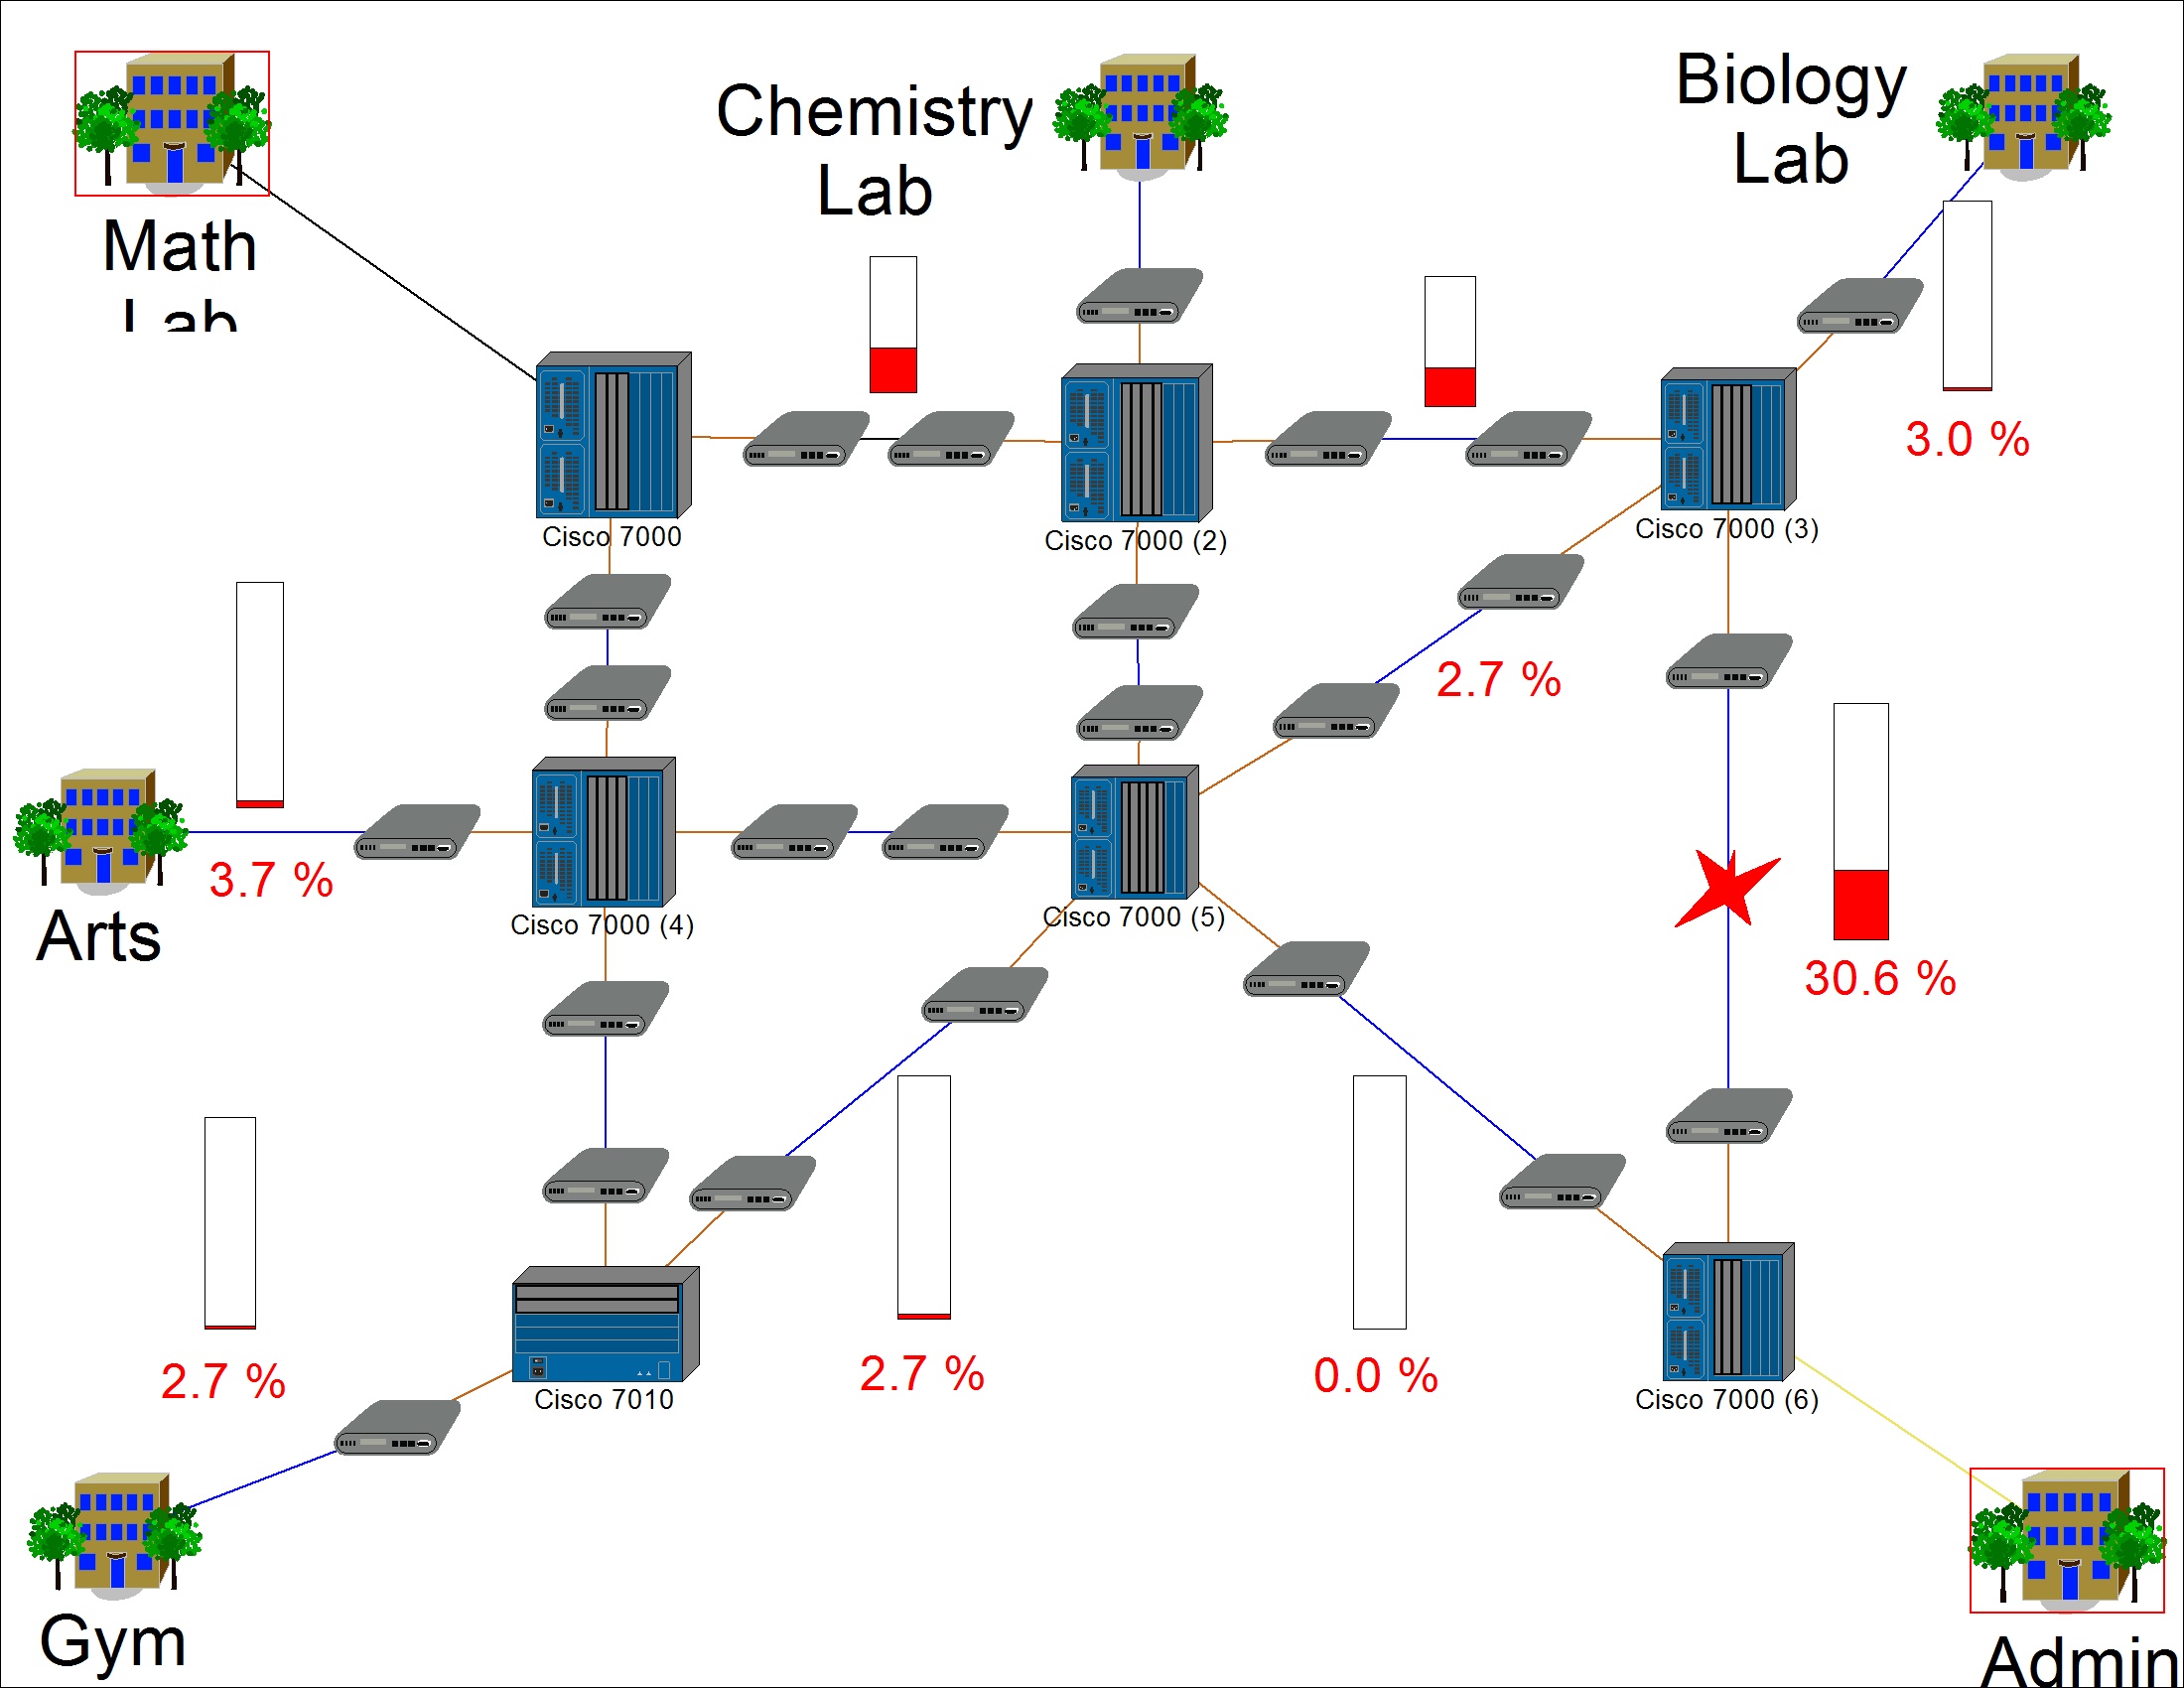 Math
Lab
Chemistry
Lab
Biology
Lab
3.0 %
Cisco 7000
Cisco 7000 (2)
Cisco 7000 (3)
2.7 %
3.7 %
Arts
Cisco 7000 (4)
Cisco 7000 (5)
30.6 %
2.7 %
Cisco 7010
2.7 %
0.0 %
Cisco 7000 (6)
Gym
Admin